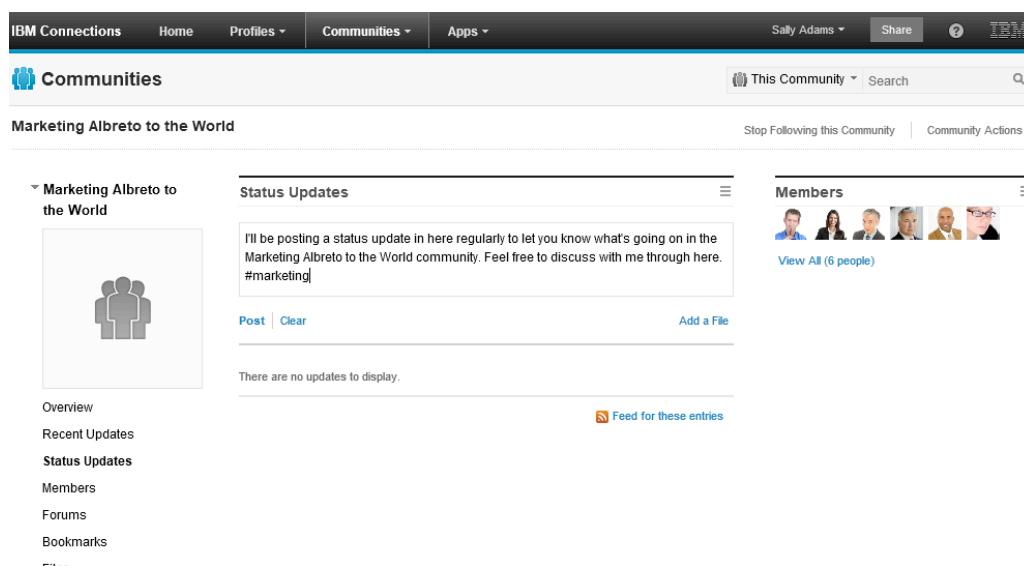 IBM Connections Home Profiles Communities Apps Sally Adams Share ? IBM
Communities
This Community Search
Marketing Albreto to the World
Stop Following this Community Community Actions
Marketing Albreto to
the World
Status Updates
I'll be posting a status update in here regularly to let you know what's going on in the
Marketing Albreto to the World community. Feel free to discuss with me through here.
#marketing
Post Clear Add a File
There are no updates to display.
Feed for these entries
Members
View All (6 people)
Overview
Recent Updates
Status Updates
Members
Forums
Bookmarks